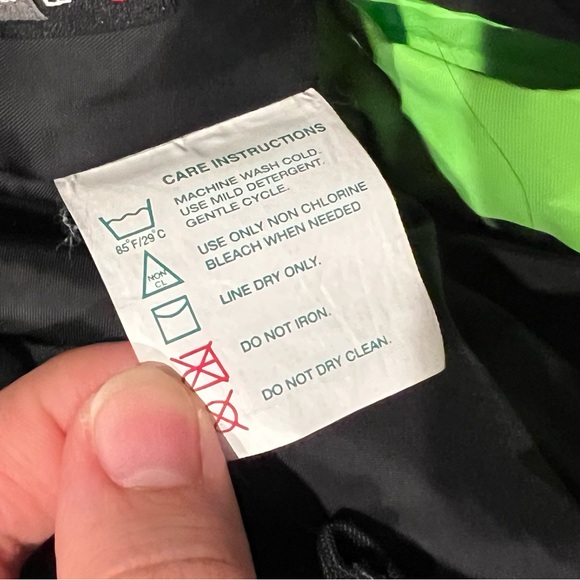 CARE INSTRUCTIONS
MACHINE WASH COLD.
USE MILD DETERGENT.
GENTLE CYCLE.
85°F/29°C
USE ONLY NON CHLORINE
BLEACH WHEN NEEDED
NON
CL
LINE DRY ONLY.
DO NOT IRON.
DO NOT DRY CLEAN.